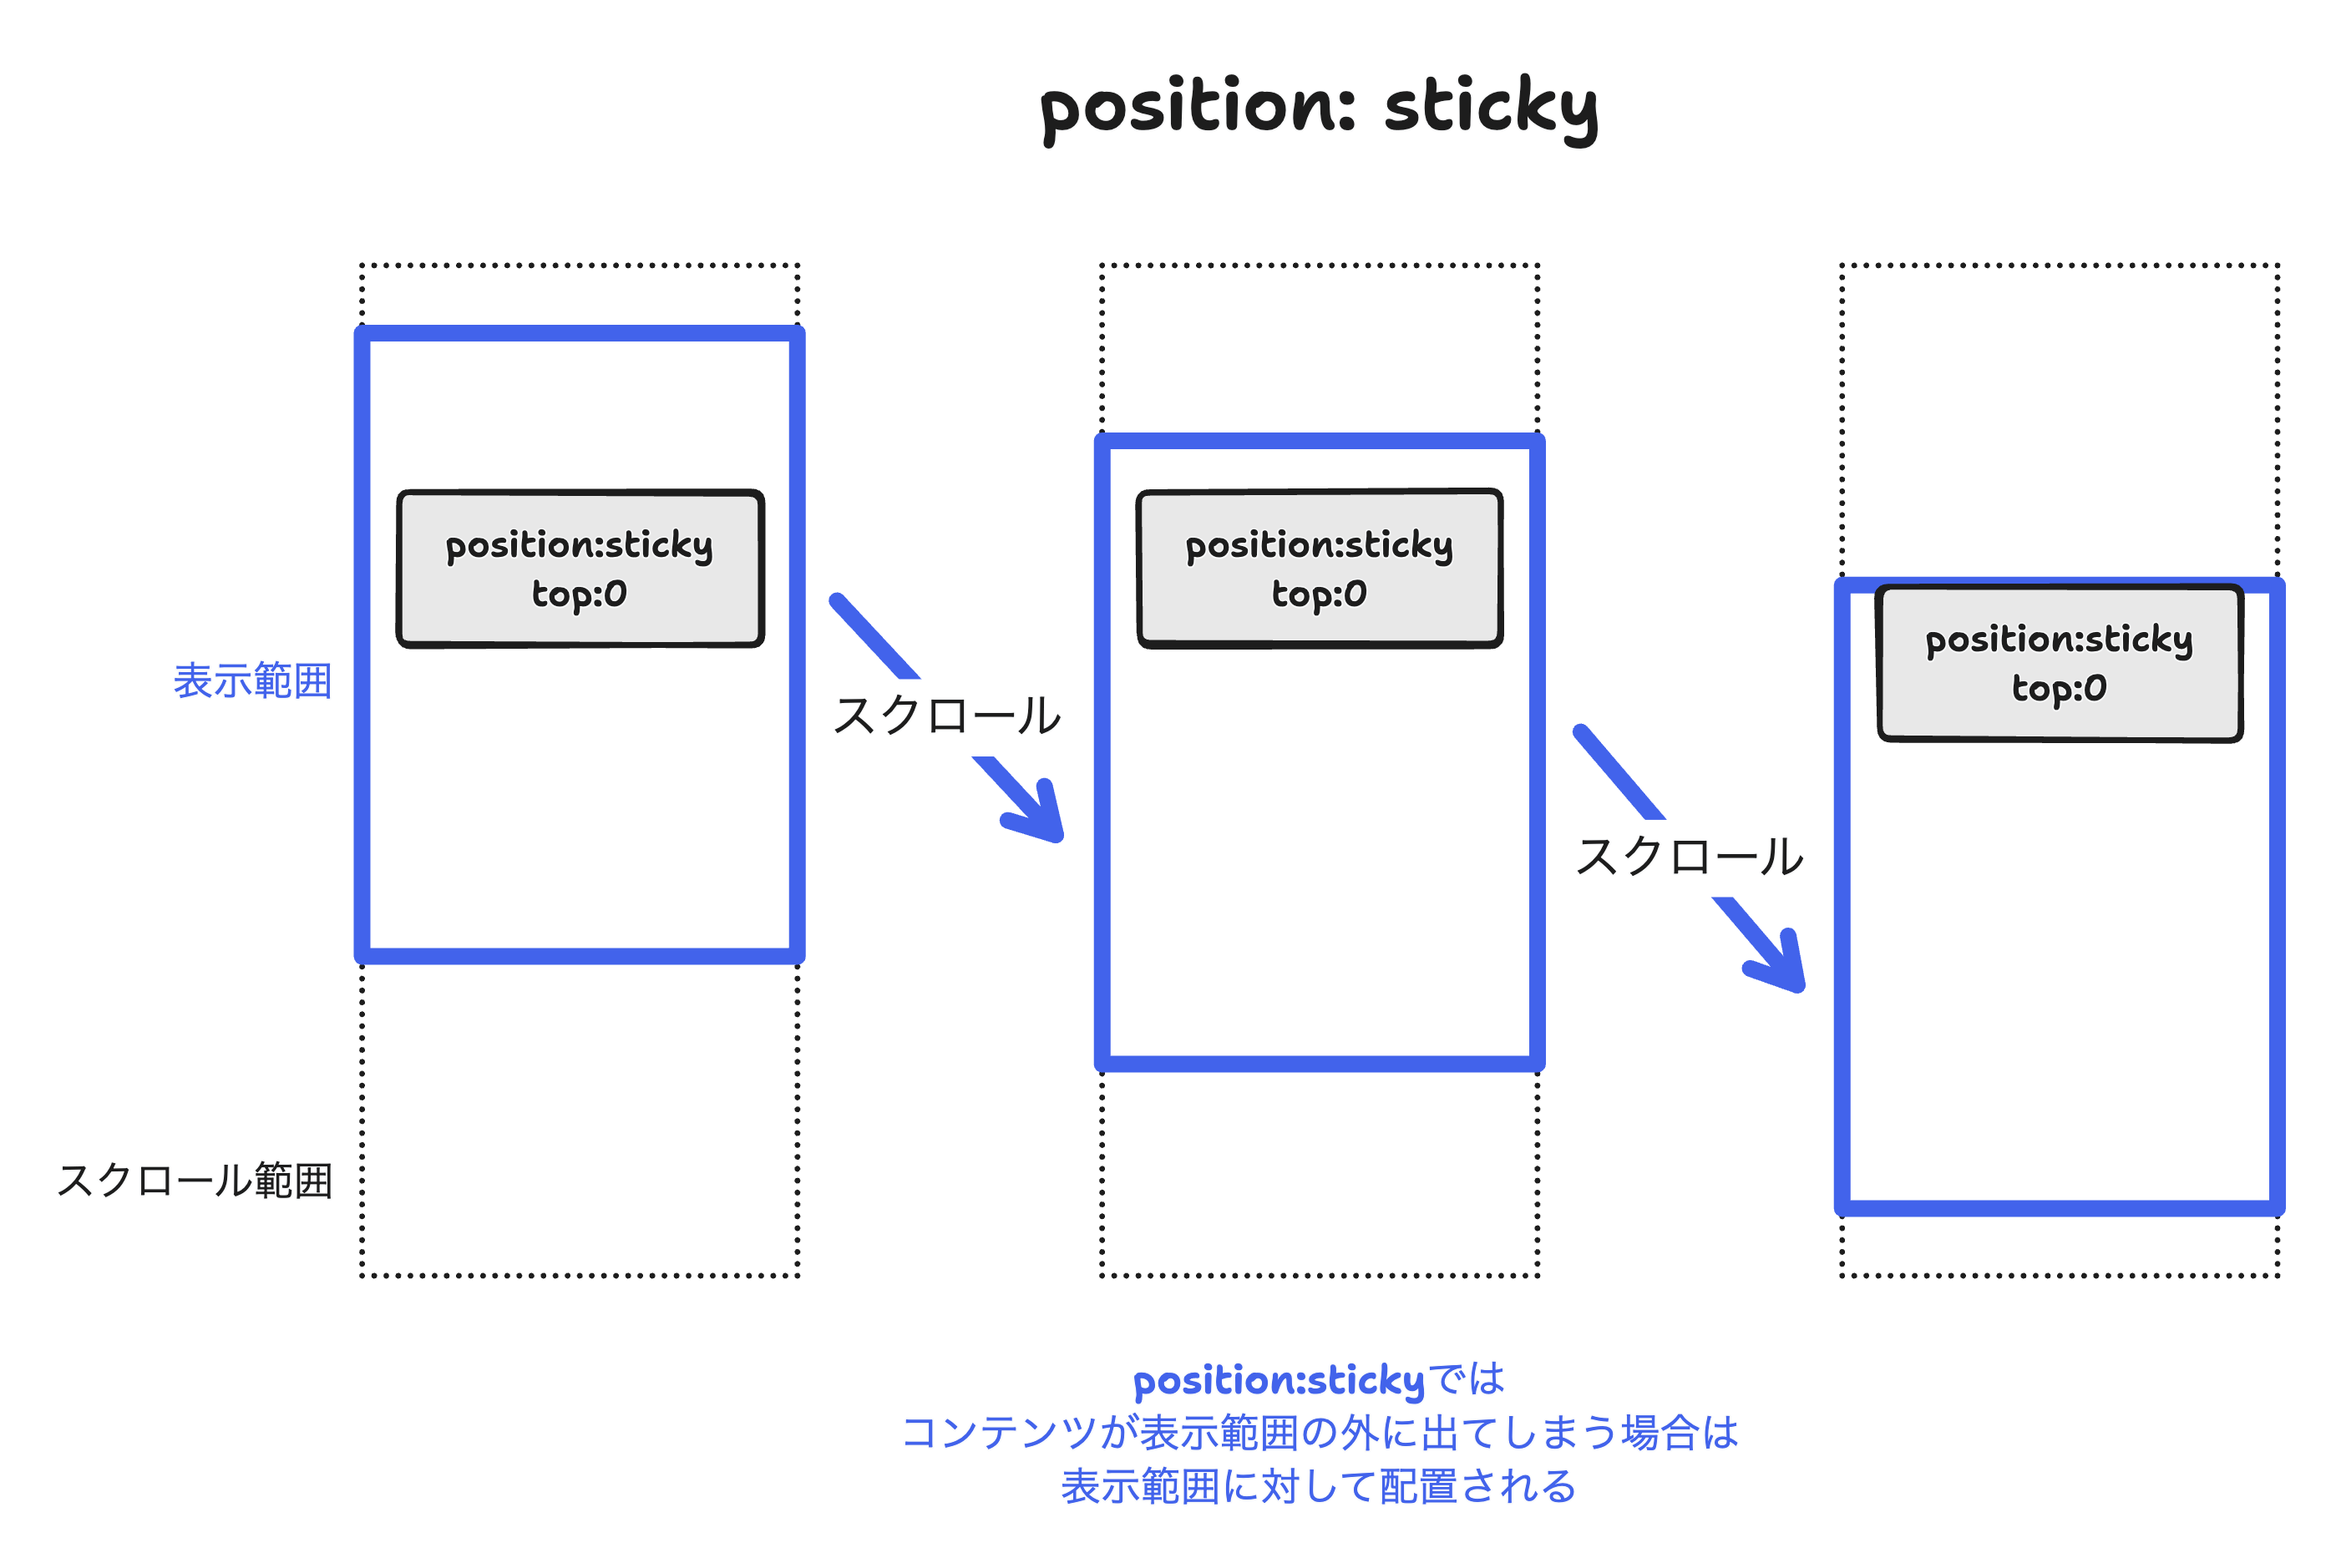 position: sticky
position:sticky
top:0
表示範囲
スクロール
position:sticky
top:0
スクロール
position:sticky
top:0
スクロール範囲
position:stickyでは
コンテンツが表示範囲の外に出てしまう場合は
表示範囲に対して配置される